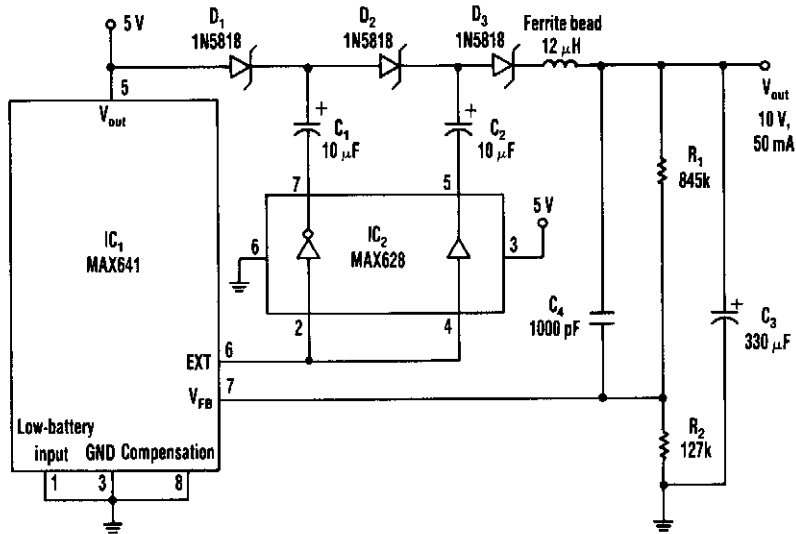 5 V
D1
1N5818
D2
1N5818
D3
1N5818
Ferrite bead
12 μH
5
Vout
Vout
10 V,
50 mA
+
C1
10 μF
+
C2
10 μF
R1
845k
7
5
5 V
IC1
MAX641
6
IC2
MAX628
3
C4
1000 pF
+
C3
330 μF
2
4
EXT
6
VFB
7
Low-battery
input
GND
Compensation
R2
127k
1
3
8